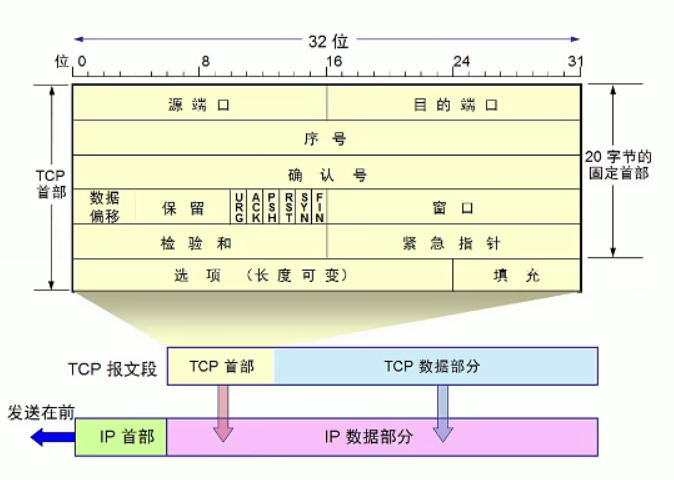 32 位
位 0 8 16 24 31
源 端 口 目 的 端 口
序 号
TCP
首部
确 认 号
20 字节的
固定首部
数据
偏移
保 留
URG ACK PSH RST SYN FIN
窗 口
检 验 和 紧 急 指 针
选 项 （长 度 可 变） 填 充
TCP 报文段 TCP 首部 TCP 数据部分
发送在前
IP 首部 IP 数据部分